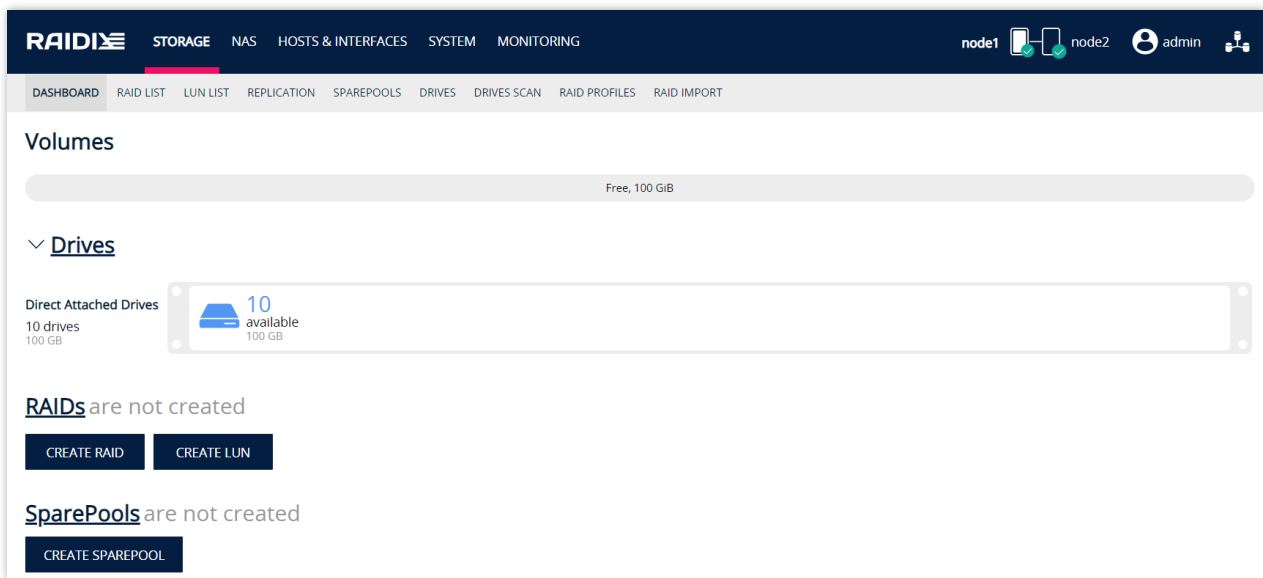 RAIDIX STORAGE NAS HOSTS & INTERFACES SYSTEM MONITORING node1 node2 admin
DASHBOARD RAID LIST LUN LIST REPLICATION SPAREPOOLS DRIVES DRIVES SCAN RAID PROFILES RAID IMPORT
Volumes
Free, 100 GiB
Drives
Direct Attached Drives
10 drives
100 GB
10
available
100 GB
RAIDs are not created
CREATE RAID CREATE LUN
SparePools are not created
CREATE SPAREPOOL